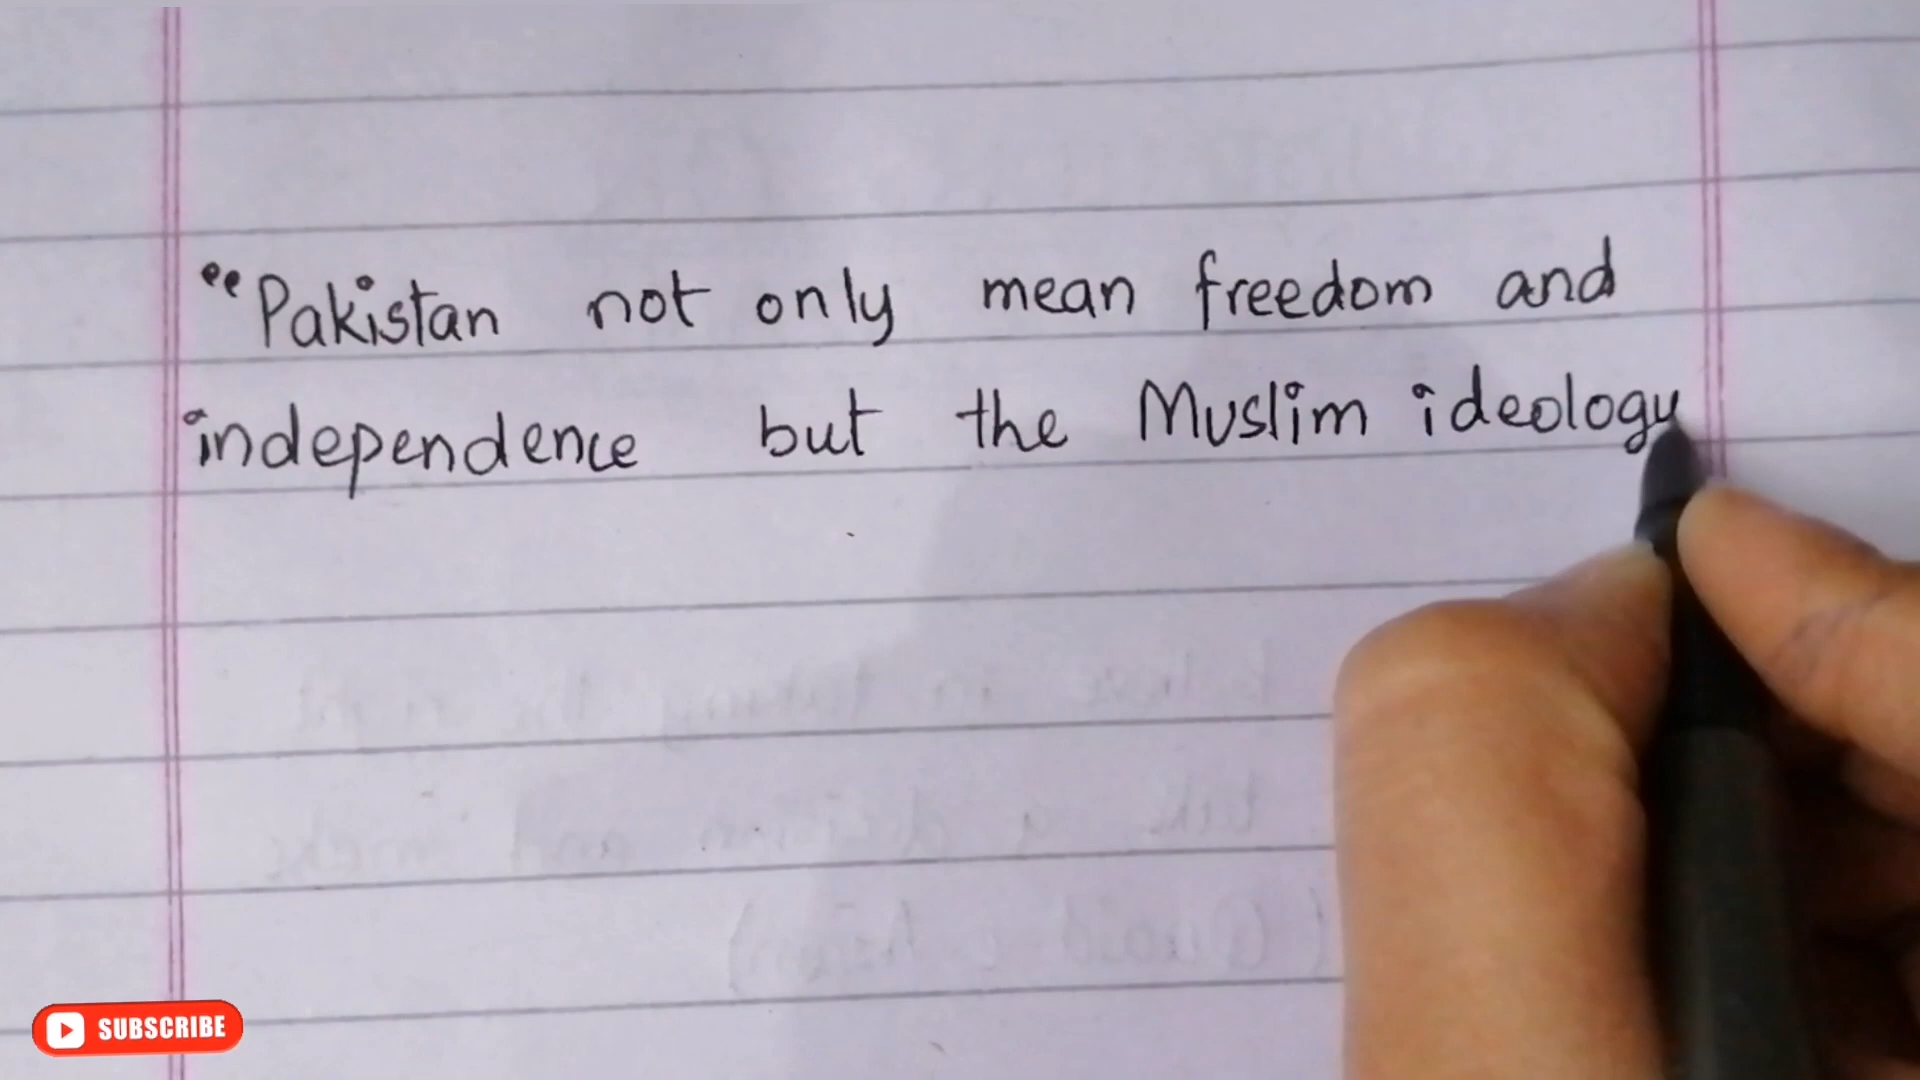 “Pakistan not only mean freedom and
independence but the Muslim ideology
SUBSCRIBE